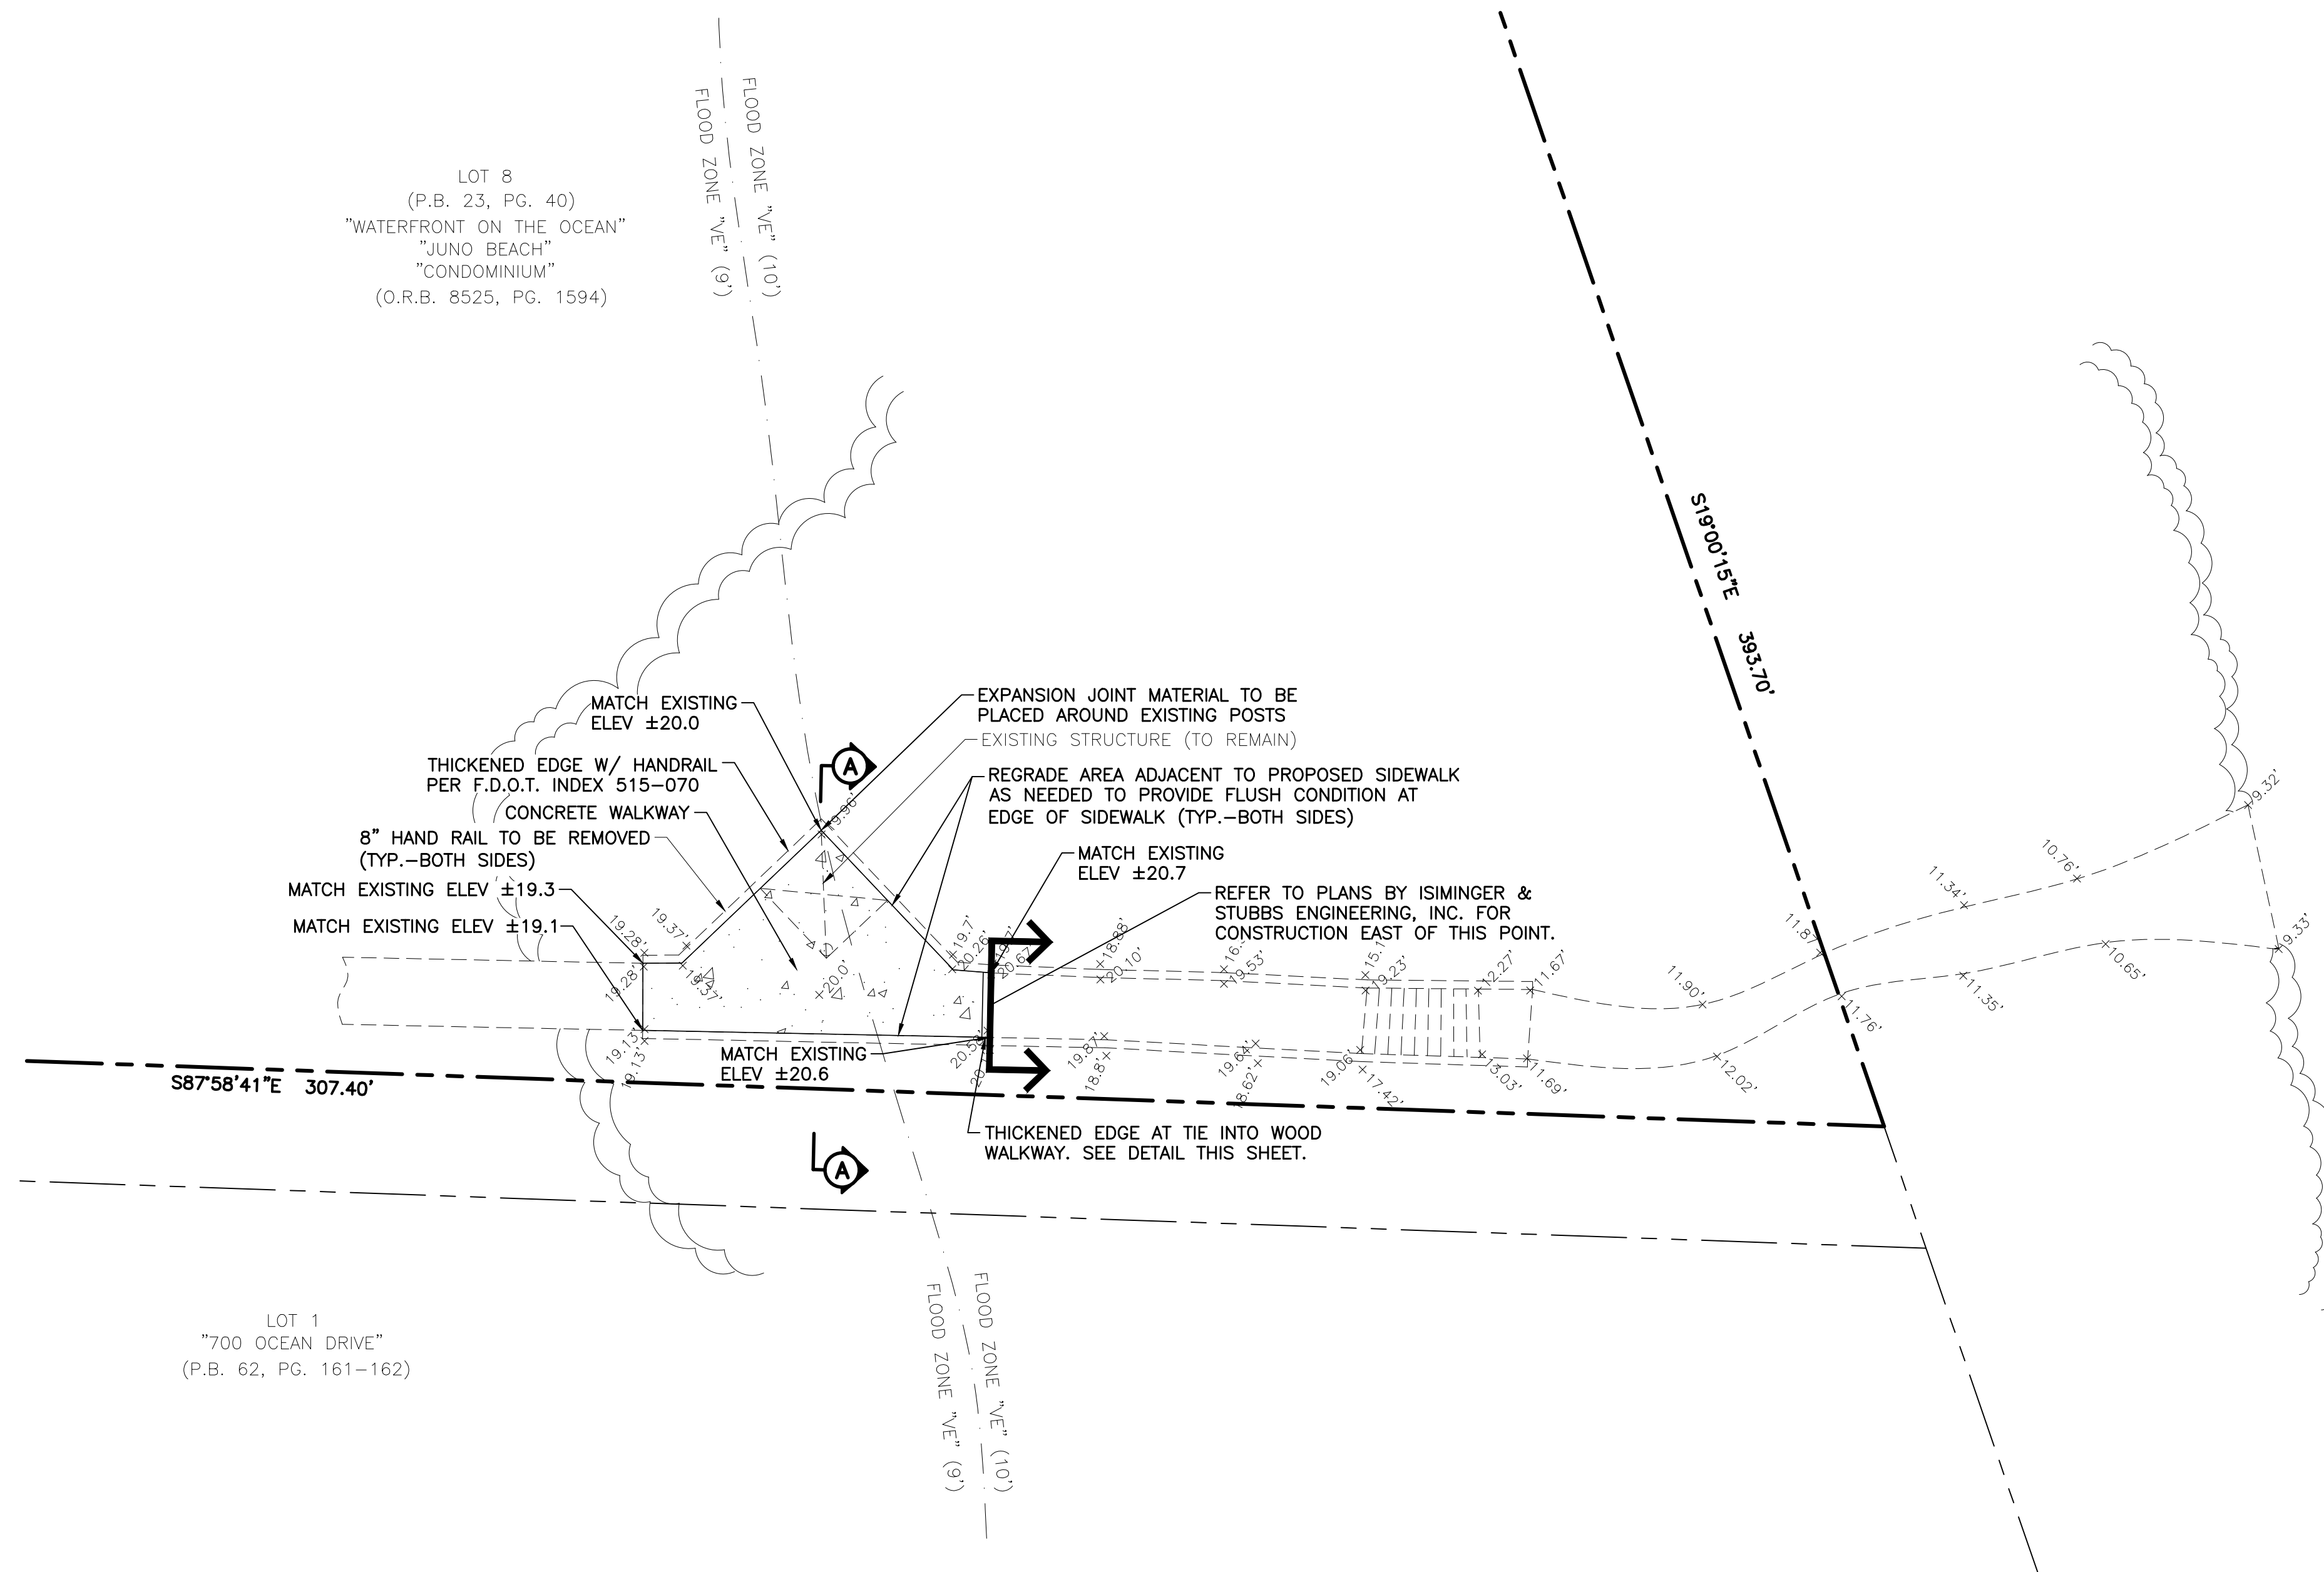 FLOOD ZONE "VE" (9')
FLOOD ZONE "VE" (10')
LOT 8
(P.B. 23, PG. 40)
"WATERFRONT ON THE OCEAN"
"JUNO BEACH"
"CONDOMINIUM"
(O.R.B. 8525, PG. 1594)
S19°00'15"E 393.70'
MATCH EXISTING
ELEV ±20.0
EXPANSION JOINT MATERIAL TO BE
PLACED AROUND EXISTING POSTS
EXISTING STRUCTURE (TO REMAIN)
THICKENED EDGE W/ HANDRAIL
PER F.D.O.T. INDEX 515-070
A
REGRADE AREA ADJACENT TO PROPOSED SIDEWALK
AS NEEDED TO PROVIDE FLUSH CONDITION AT
EDGE OF SIDEWALK (TYP.-BOTH SIDES)
CONCRETE WALKWAY
8" HAND RAIL TO BE REMOVED
(TYP.-BOTH SIDES)
MATCH EXISTING
ELEV ±20.7
MATCH EXISTING ELEV ±19.3
MATCH EXISTING ELEV ±19.1
REFER TO PLANS BY ISIMINGER &
STUBBS ENGINEERING, INC. FOR
CONSTRUCTION EAST OF THIS POINT.
19.28'
19.37'
19.28'
19.37'
20.0'
19.7'
20.26'
18.88'
20.10'
19.53'
19.23'
12.27'
11.67'
11.90'
11.87'
11.34'
10.76'
9.32'
9.33'
10.65'
11.35'
11.76'
12.02'
11.69'
13.03'
17.42'
19.06'
18.62'
19.64'
18.8'
19.87'
20.58'
19.13'
19.13'
MATCH EXISTING
ELEV ±20.6
S87°58'41"E 307.40'
THICKENED EDGE AT TIE INTO WOOD
WALKWAY. SEE DETAIL THIS SHEET.
A
LOT 1
"700 OCEAN DRIVE"
(P.B. 62, PG. 161-162)
FLOOD ZONE "VE" (9')
FLOOD ZONE "VE" (10')